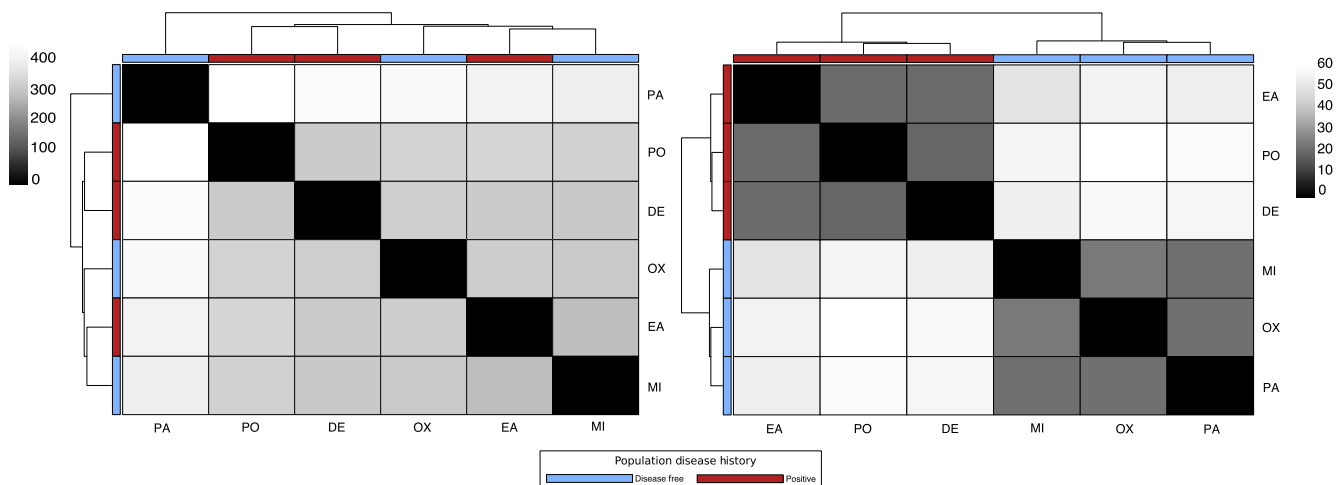 400
300
200
100
0
PA
PO
DE
OX
EA
MI
PA
PO
DE
OX
EA
MI
60
50
40
30
20
10
0
EA
PO
DE
MI
OX
PA
EA
PO
DE
MI
OX
PA
Population disease history
Disease free
Positive